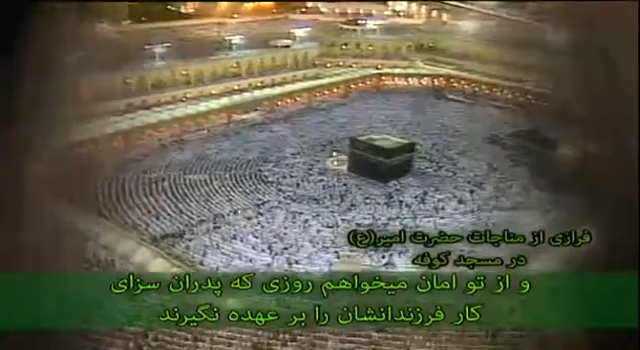 فرازی از مناجات حضرت امیر(ع)
در مسجد کوفه
و از تو امان میخواهم روزی که پدران سزای
کار فرزندانشان را بر عهده نگیرند